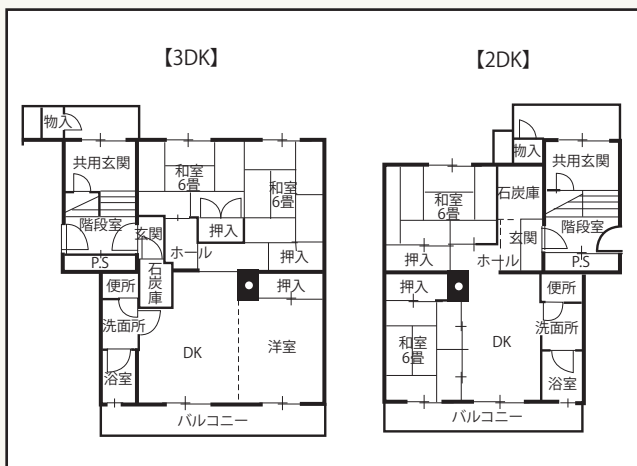 【3DK】
物入
共用玄関
和室
6畳
和室
6畳
階段室
玄関
押入
ホール
押入
P.S
石炭庫
便所
押入
洗面所
DK
洋室
浴室
バルコニー
【2DK】
物入
共用玄関
石炭庫
和室
6畳
階段室
玄関
押入
ホール
P.S
押入
便所
和室
6畳
洗面所
DK
浴室
バルコニー